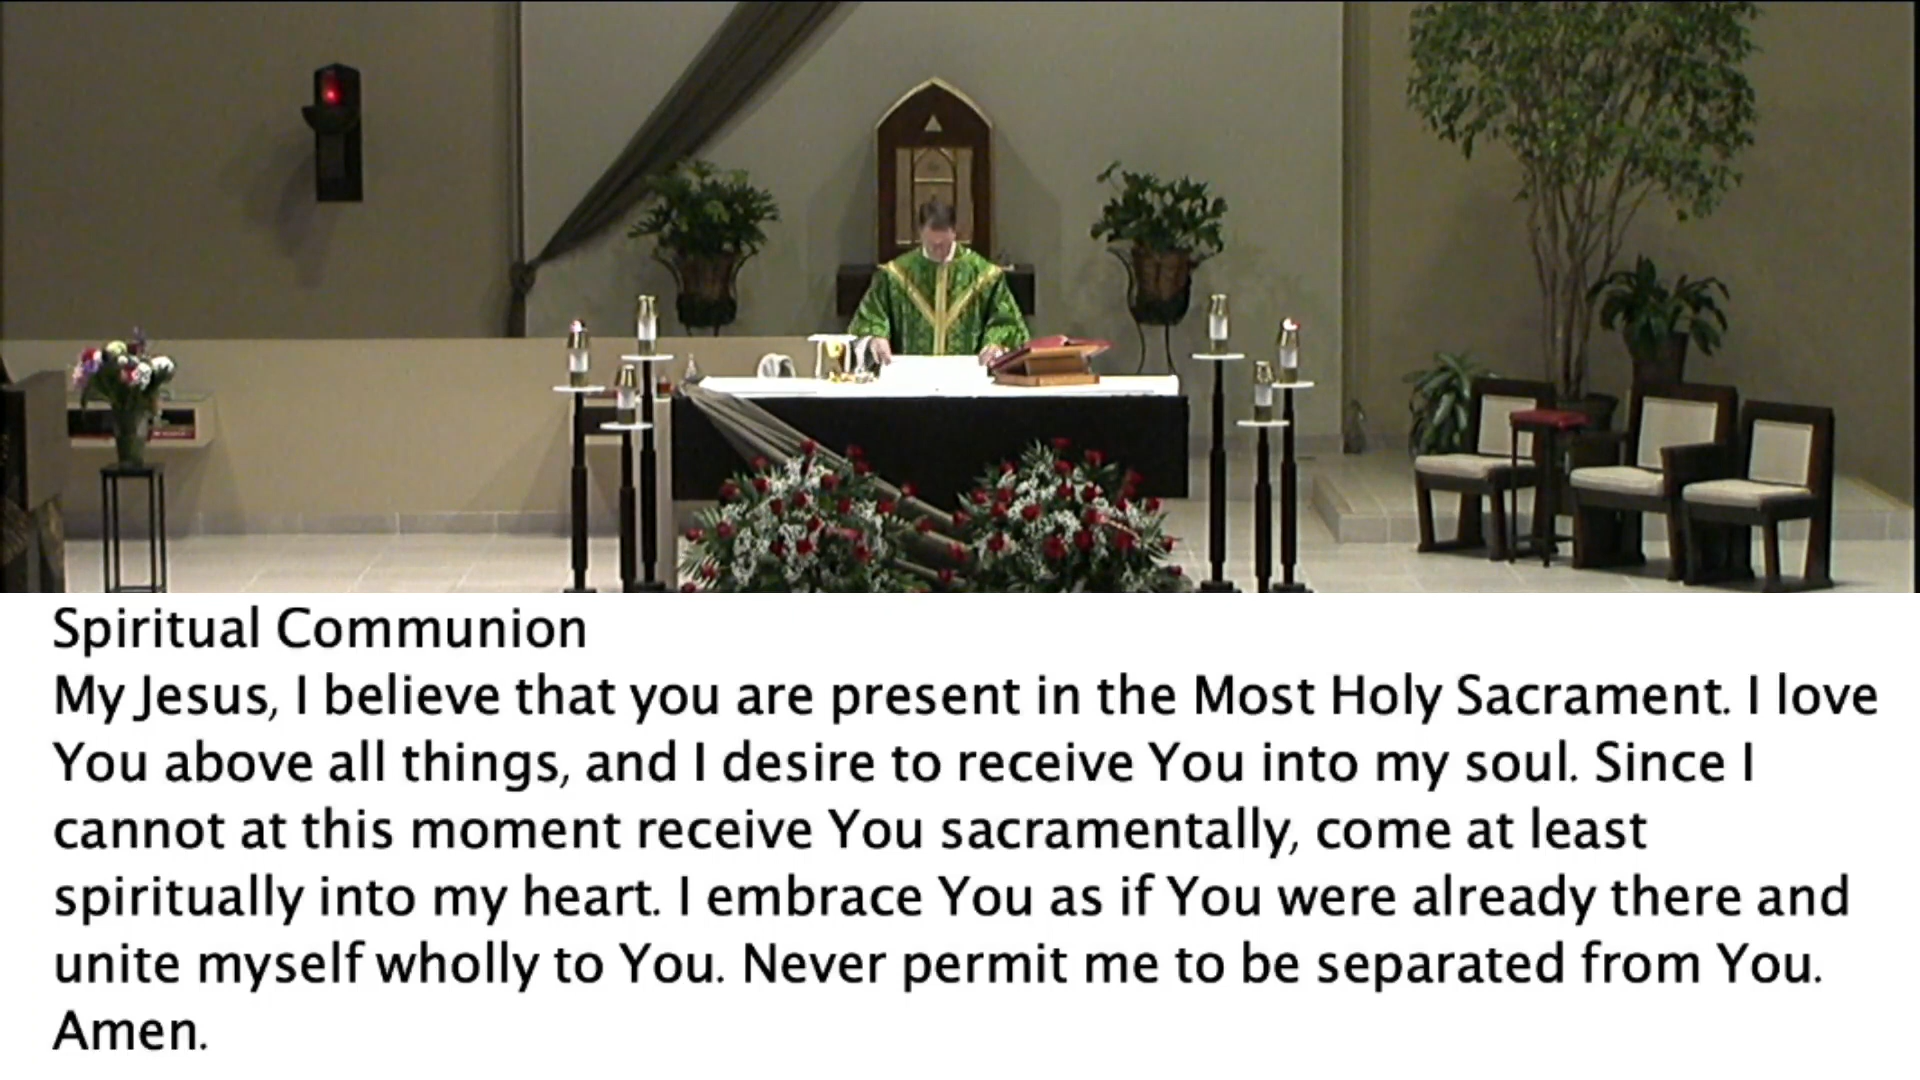 Spiritual Communion
My Jesus, I believe that you are present in the Most Holy Sacrament. I love
You above all things, and I desire to receive You into my soul. Since I
cannot at this moment receive You sacramentally, come at least
spiritually into my heart. I embrace You as if You were already there and
unite myself wholly to You. Never permit me to be separated from You.
Amen.